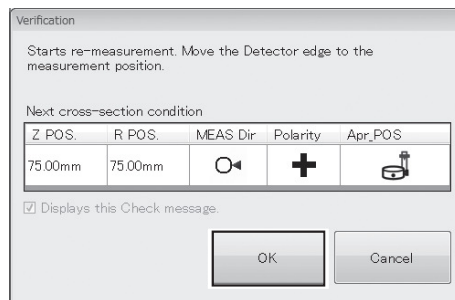 Verification
Starts re-measurement. Move the Detector edge to the
measurement position.
Next cross-section condition
Z POS. R POS. MEAS Dir Polarity Apr_POS
75.00mm 75.00mm
Displays this Check message.
OK Cancel